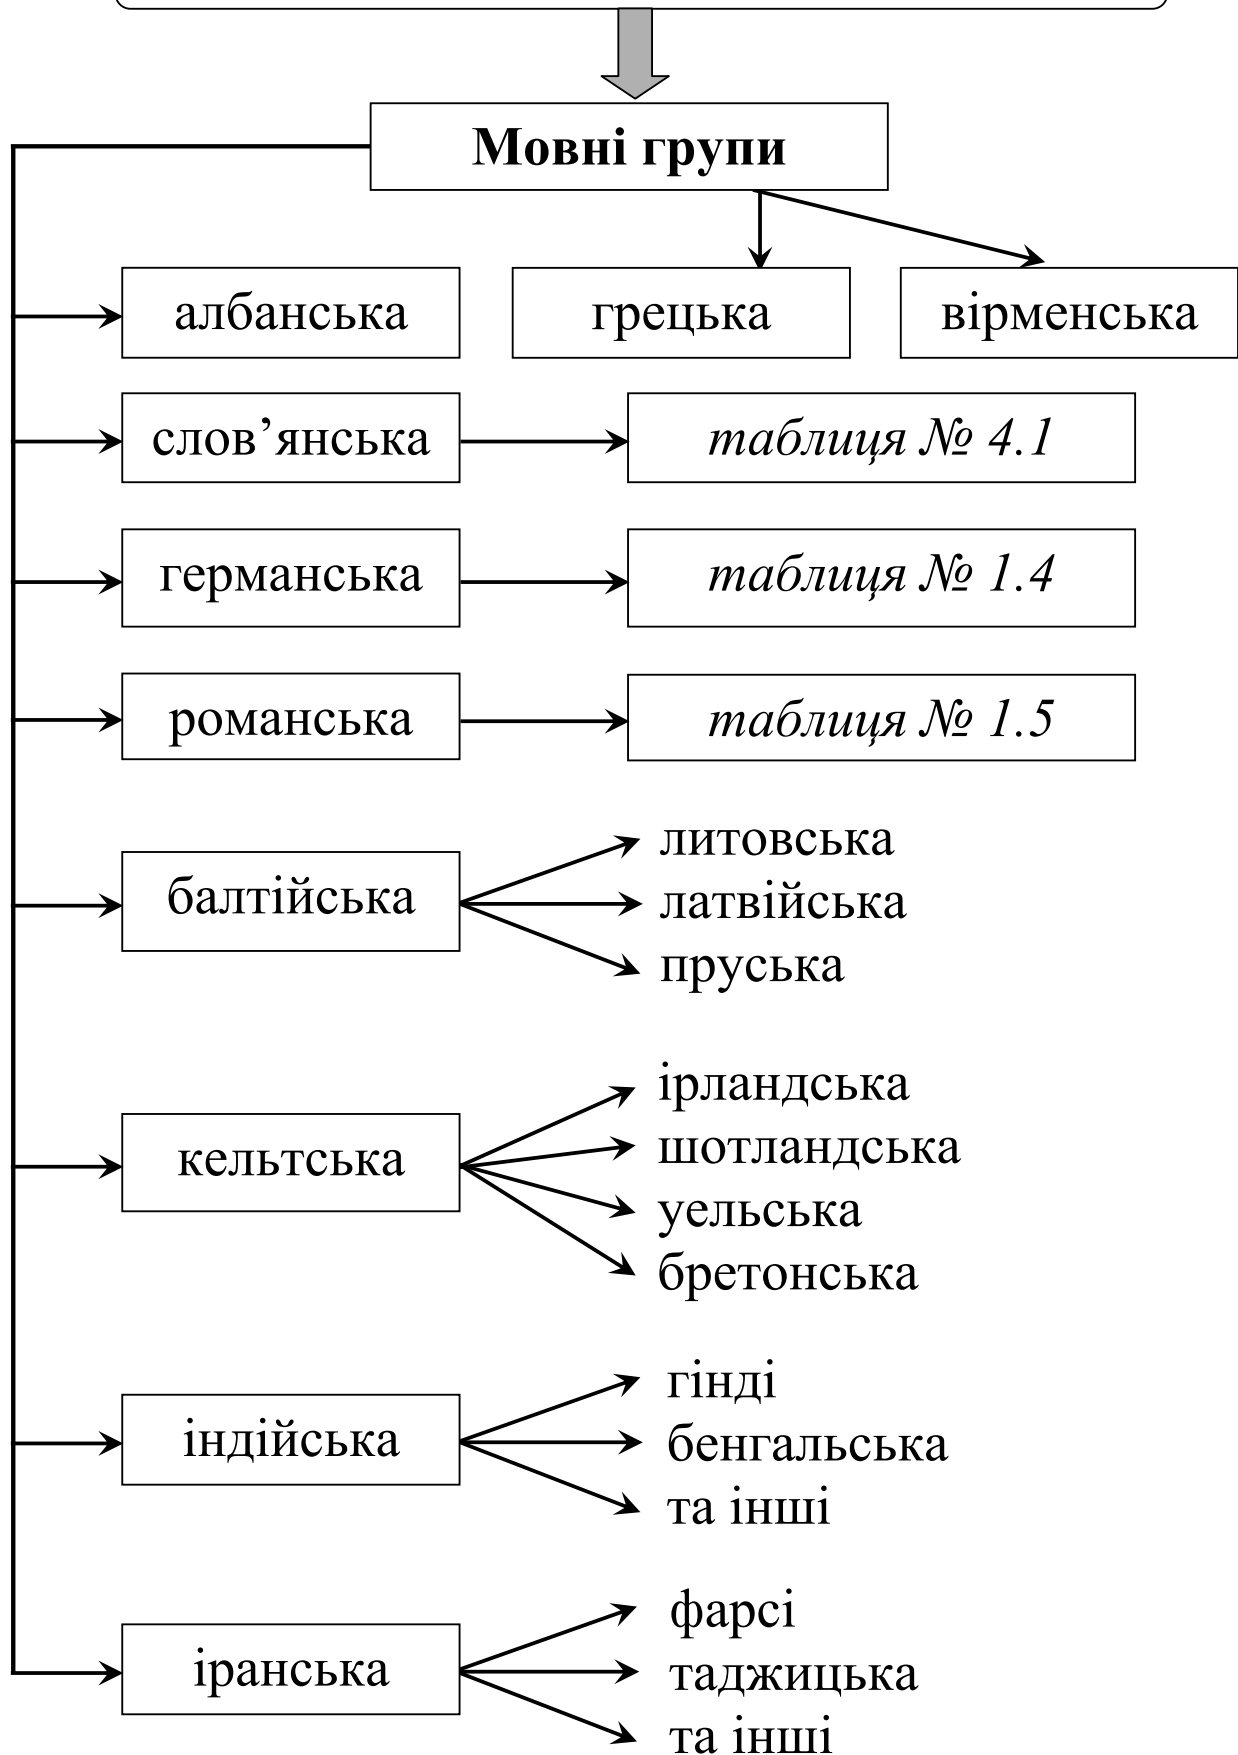 Мовні групи
албанська
грецька
вірменська
слов’янська
таблиця № 4.1
германська
таблиця № 1.4
романська
таблиця № 1.5
балтійська
литовська
латвійська
пруська
кельтська
ірландська
шотландська
уельська
бретонська
індійська
гінді
бенгальська
та інші
іранська
фарсі
таджицька
та інші